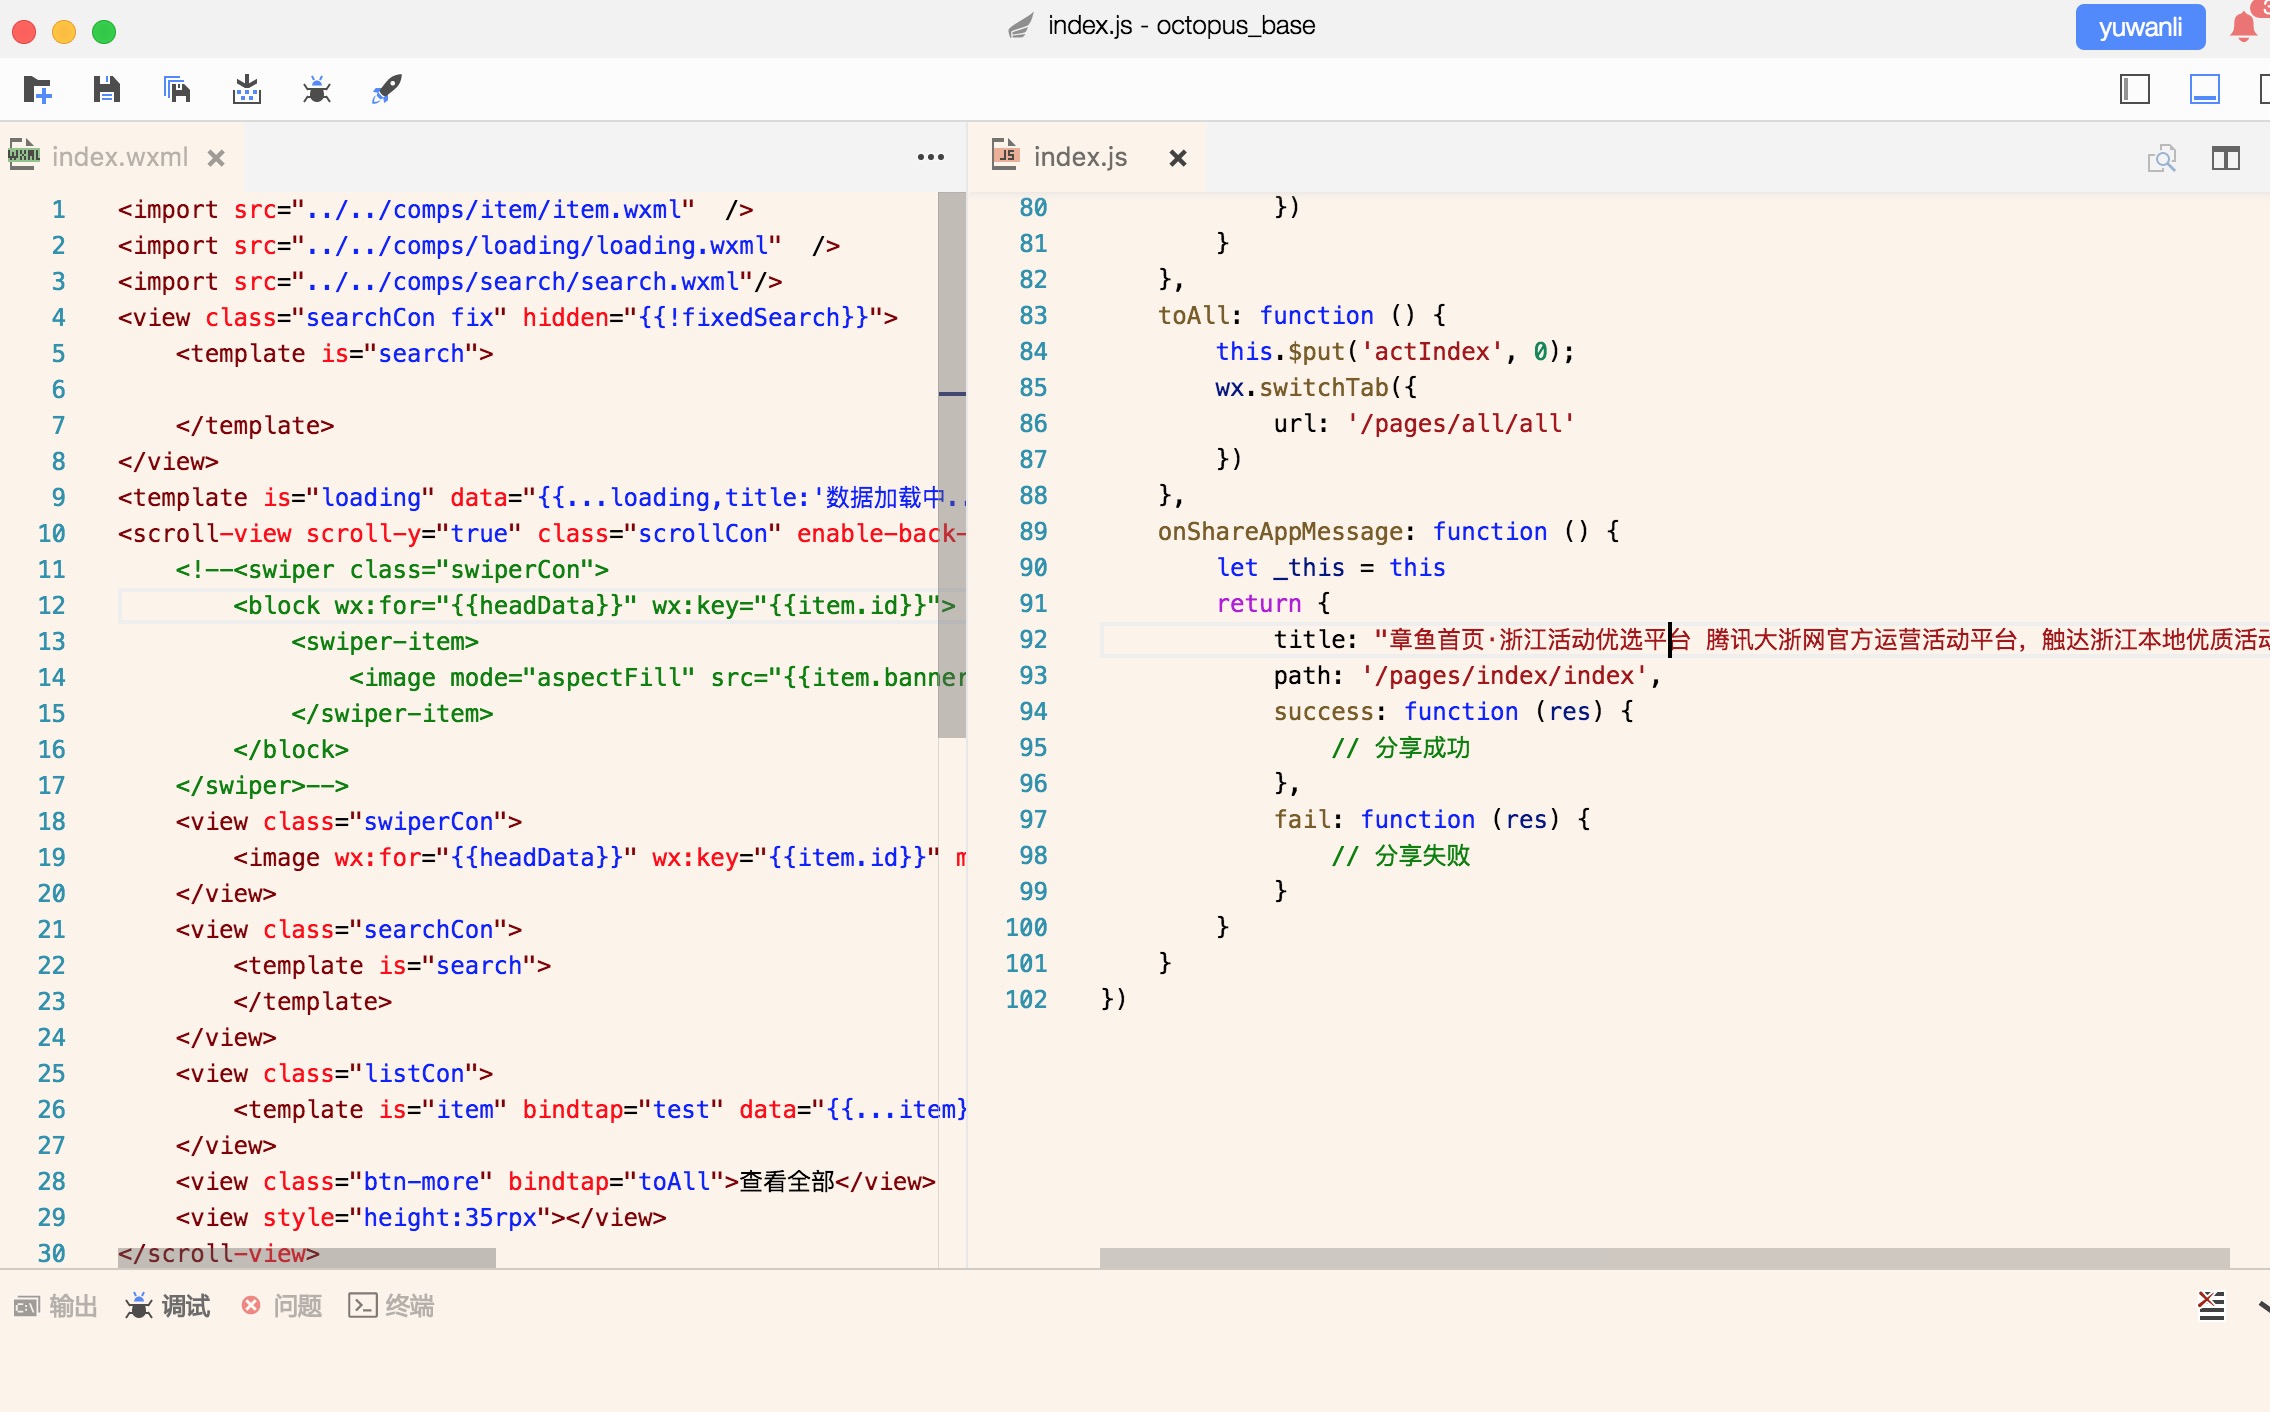 index.js - octopus_base
yuwanli
index.wxml
1 <import src="../../comps/item/item.wxml"  />
2 <import src="../../comps/loading/loading.wxml"  />
3 <import src="../../comps/search/search.wxml"/>
4 <view class="searchCon fix" hidden="{{!fixedSearch}}">
5     <template is="search">
6
7     </template>
8 </view>
9 <template is="loading" data="{{...loading,title:'数据加载中..
10 <scroll-view scroll-y="true" class="scrollCon" enable-back-
11     <!--<swiper class="swiperCon">
12         <block wx:for="{{headData}}" wx:key="{{item.id}}">
13             <swiper-item>
14                 <image mode="aspectFill" src="{{item.banner
15             </swiper-item>
16         </block>
17     </swiper>-->
18     <view class="swiperCon">
19         <image wx:for="{{headData}}" wx:key="{{item.id}}" m
20     </view>
21     <view class="searchCon">
22         <template is="search">
23         </template>
24     </view>
25     <view class="listCon">
26         <template is="item" bindtap="test" data="{{...item}
27     </view>
28     <view class="btn-more" bindtap="toAll">查看全部</view>
29     <view style="height:35rpx"></view>
30 </scroll-view>
JS index.js
80             })
81         }
82     },
83     toAll: function () {
84         this.$put('actIndex', 0);
85         wx.switchTab({
86             url: '/pages/all/all'
87         })
88     },
89     onShareAppMessage: function () {
90         let _this = this
91         return {
92             title: "章鱼首页·浙江活动优选平台 腾讯大浙网官方运营活动平台，触达浙江本地优质活动
93             path: '/pages/index/index',
94             success: function (res) {
95                 // 分享成功
96             },
97             fail: function (res) {
98                 // 分享失败
99             }
100         }
101     }
102 })
输出 调试 问题 终端